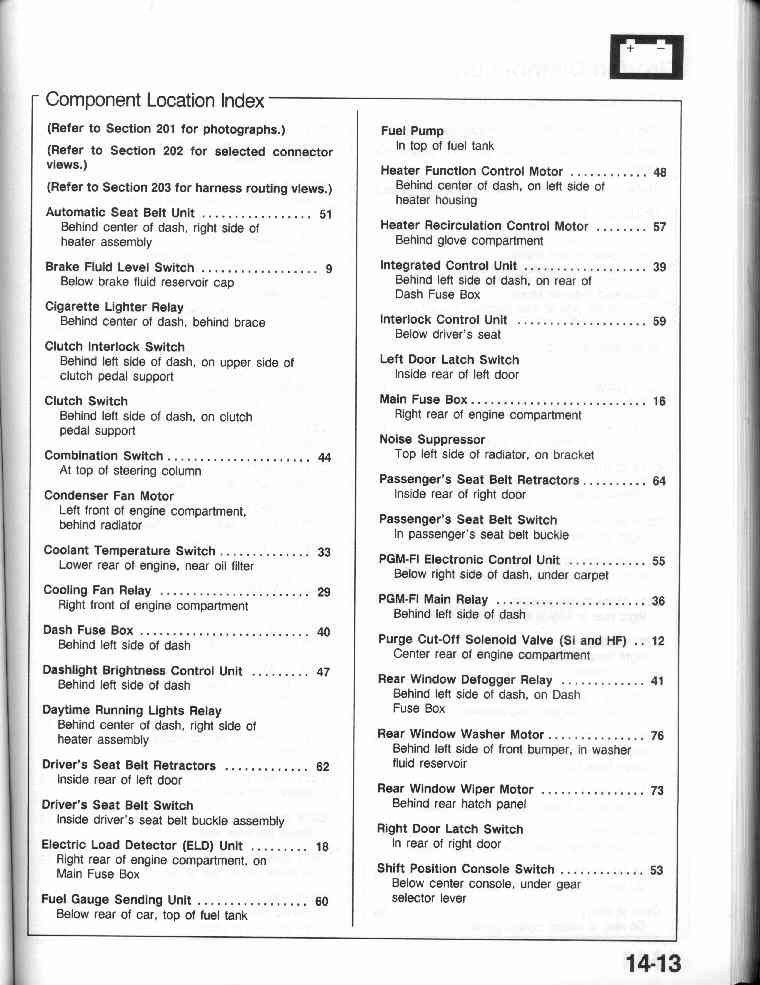 + −
Component Location Index
(Refer to Section 201 for photographs.)
(Refer to Section 202 for selected connector
views.)
(Refer to Section 203 for harness routing views.)
Automatic Seat Belt Unit ................. 51
Behind center of dash, right side of
heater assembly
Brake Fluid Level Switch .................. 9
Below brake fluid reservoir cap
Cigarette Lighter Relay
Behind center of dash, behind brace
Clutch Interlock Switch
Behind left side of dash, on upper side of
clutch pedal support
Clutch Switch
Behind left side of dash, on clutch
pedal support
Combination Switch ...................... 44
At top of steering column
Condenser Fan Motor
Left front of engine compartment,
behind radiator
Coolant Temperature Switch .............. 33
Lower rear of engine, near oil filter
Cooling Fan Relay ....................... 29
Right front of engine compartment
Dash Fuse Box .......................... 40
Behind left side of dash
Dashlight Brightness Control Unit ......... 47
Behind left side of dash
Daytime Running Lights Relay
Behind center of dash, right side of
heater assembly
Driver's Seat Belt Retractors ............. 62
Inside rear of left door
Driver's Seat Belt Switch
Inside driver's seat belt buckle assembly
Electric Load Detector (ELD) Unit ......... 18
Right rear of engine compartment, on
Main Fuse Box
Fuel Gauge Sending Unit ................. 60
Below rear of car, top of fuel tank
Fuel Pump
In top of fuel tank
Heater Function Control Motor ............ 48
Behind center of dash, on left side of
heater housing
Heater Recirculation Control Motor ........ 57
Behind glove compartment
Integrated Control Unit ................... 39
Behind left side of dash, on rear of
Dash Fuse Box
Interlock Control Unit .................... 59
Below driver's seat
Left Door Latch Switch
Inside rear of left door
Main Fuse Box ........................... 16
Right rear of engine compartment
Noise Suppressor
Top left side of radiator, on bracket
Passenger's Seat Belt Retractors .......... 64
Inside rear of right door
Passenger's Seat Belt Switch
In passenger's seat belt buckle
PGM-FI Electronic Control Unit ............ 55
Below right side of dash, under carpet
PGM-FI Main Relay ....................... 36
Behind left side of dash
Purge Cut-Off Solenoid Valve (Si and HF) .. 12
Center rear of engine compartment
Rear Window Defogger Relay ............. 41
Behind left side of dash, on Dash
Fuse Box
Rear Window Washer Motor ............... 76
Behind left side of front bumper, in washer
fluid reservoir
Rear Window Wiper Motor ................ 73
Behind rear hatch panel
Right Door Latch Switch
In rear of right door
Shift Position Console Switch ............. 53
Below center console, under gear
selector lever
14-13